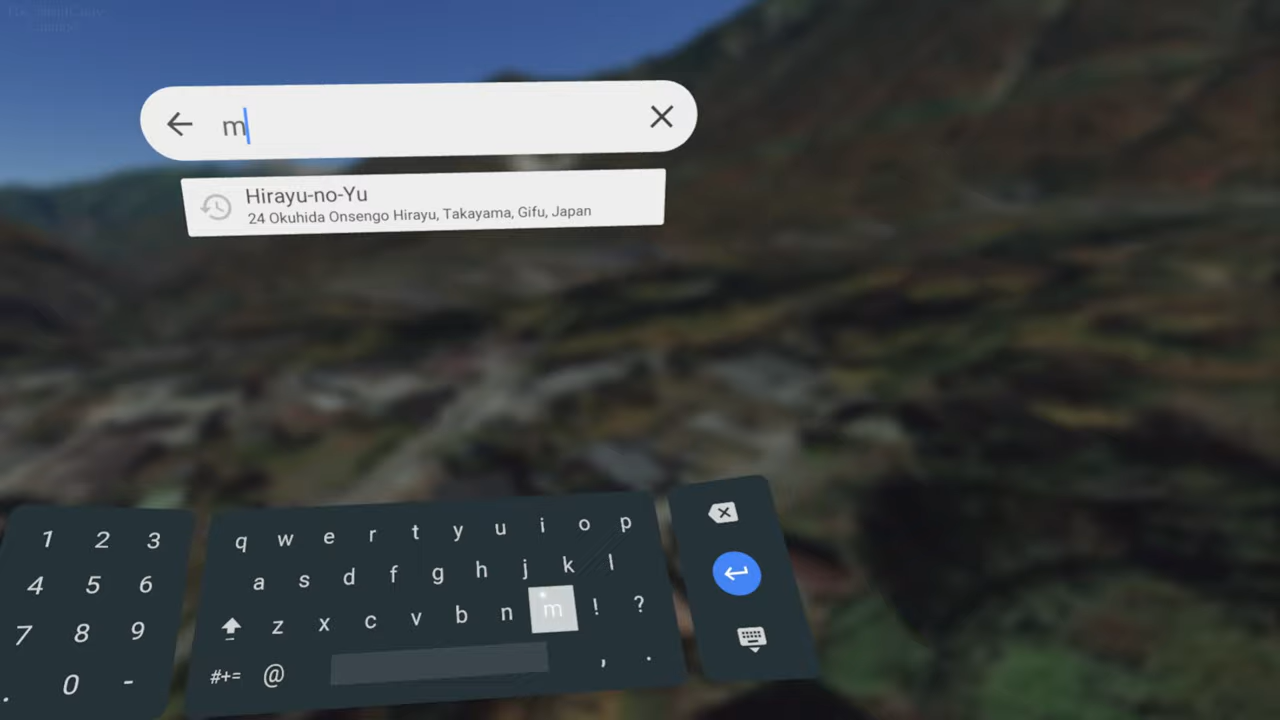 m
Hirayu-no-Yu
24 Okuhida Onsengo Hirayu, Takayama, Gifu, Japan
1 2 3 q w e r t y u i o p
4 5 6 a s d f g h j k l
7 8 9 z x c v b n m ! ?
. 0 - #+= @ , .